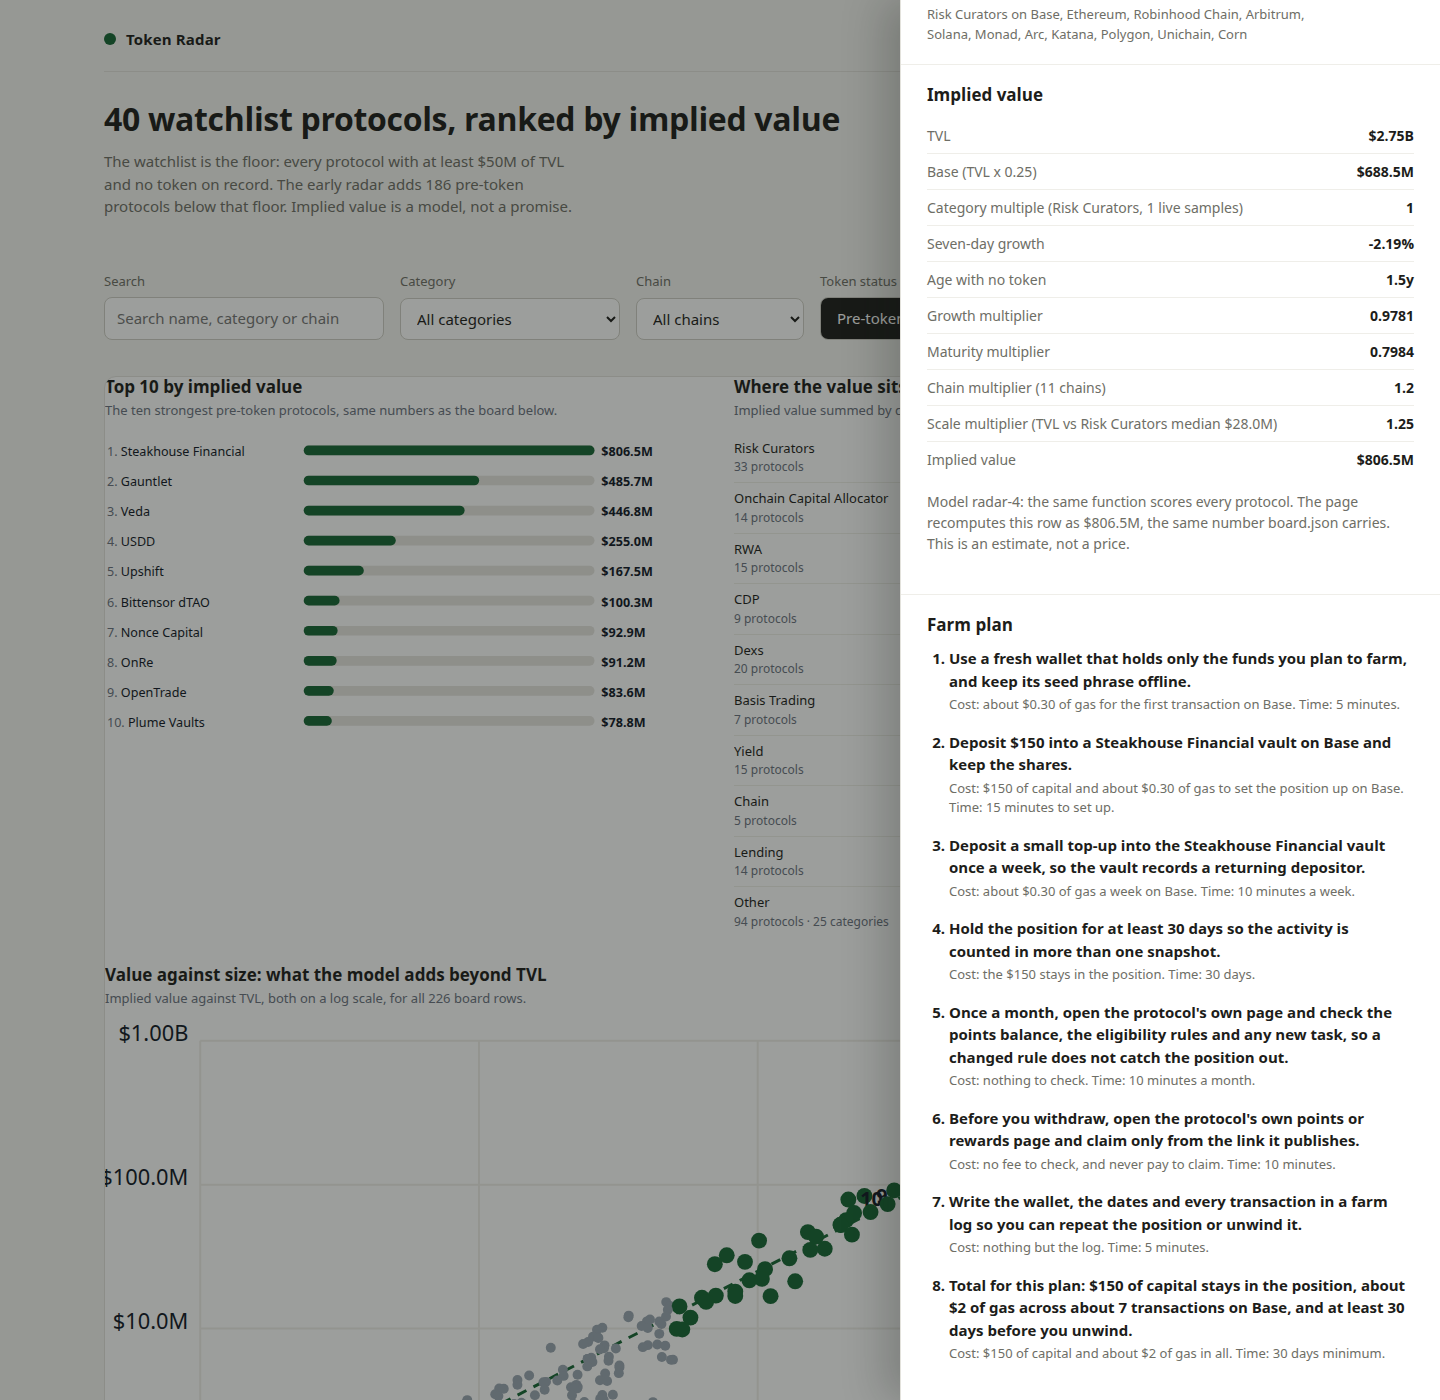 Token Radar
40 watchlist protocols, ranked by implied value
The watchlist is the floor: every protocol with at least $50M of TVL
and no token on record. The early radar adds 186 pre-token
protocols below that floor. Implied value is a model, not a promise.
Search
Category
Chain
Token status
Search name, category or chain
All categories
All chains
Pre-token
Top 10 by implied value
The ten strongest pre-token protocols, same numbers as the board below.
1. Steakhouse Financial $806.5M
2. Gauntlet $485.7M
3. Veda $446.8M
4. USDD $255.0M
5. Upshift $167.5M
6. Bittensor dTAO $100.3M
7. Nonce Capital $92.9M
8. OnRe $91.2M
9. OpenTrade $83.6M
10. Plume Vaults $78.8M
Where the value sits
Implied value summed by
Risk Curators
33 protocols
Onchain Capital Allocator
14 protocols
RWA
15 protocols
CDP
9 protocols
Dexs
20 protocols
Basis Trading
7 protocols
Yield
15 protocols
Chain
5 protocols
Lending
14 protocols
Other
94 protocols · 25 categories
Value against size: what the model adds beyond TVL
Implied value against TVL, both on a log scale, for all 226 board rows.
$1.00B
$100.0M
$10.0M
10
Risk Curators on Base, Ethereum, Robinhood Chain, Arbitrum,
Solana, Monad, Arc, Katana, Polygon, Unichain, Corn
Implied value
TVL $2.75B
Base (TVL x 0.25) $688.5M
Category multiple (Risk Curators, 1 live samples) 1
Seven-day growth -2.19%
Age with no token 1.5y
Growth multiplier 0.9781
Maturity multiplier 0.7984
Chain multiplier (11 chains) 1.2
Scale multiplier (TVL vs Risk Curators median $28.0M) 1.25
Implied value $806.5M
Model radar-4: the same function scores every protocol. The page
recomputes this row as $806.5M, the same number board.json carries.
This is an estimate, not a price.
Farm plan
1. Use a fresh wallet that holds only the funds you plan to farm,
and keep its seed phrase offline.
Cost: about $0.30 of gas for the first transaction on Base. Time: 5 minutes.
2. Deposit $150 into a Steakhouse Financial vault on Base and
keep the shares.
Cost: $150 of capital and about $0.30 of gas to set the position up on Base.
Time: 15 minutes to set up.
3. Deposit a small top-up into the Steakhouse Financial vault
once a week, so the vault records a returning depositor.
Cost: about $0.30 of gas a week on Base. Time: 10 minutes a week.
4. Hold the position for at least 30 days so the activity is
counted in more than one snapshot.
Cost: the $150 stays in the position. Time: 30 days.
5. Once a month, open the protocol's own page and check the
points balance, the eligibility rules and any new task, so a
changed rule does not catch the position out.
Cost: nothing to check. Time: 10 minutes a month.
6. Before you withdraw, open the protocol's own points or
rewards page and claim only from the link it publishes.
Cost: no fee to check, and never pay to claim. Time: 10 minutes.
7. Write the wallet, the dates and every transaction in a farm
log so you can repeat the position or unwind it.
Cost: nothing but the log. Time: 5 minutes.
8. Total for this plan: $150 of capital stays in the position, about
$2 of gas across about 7 transactions on Base, and at least 30
days before you unwind.
Cost: $150 of capital and about $2 of gas in all. Time: 30 days minimum.